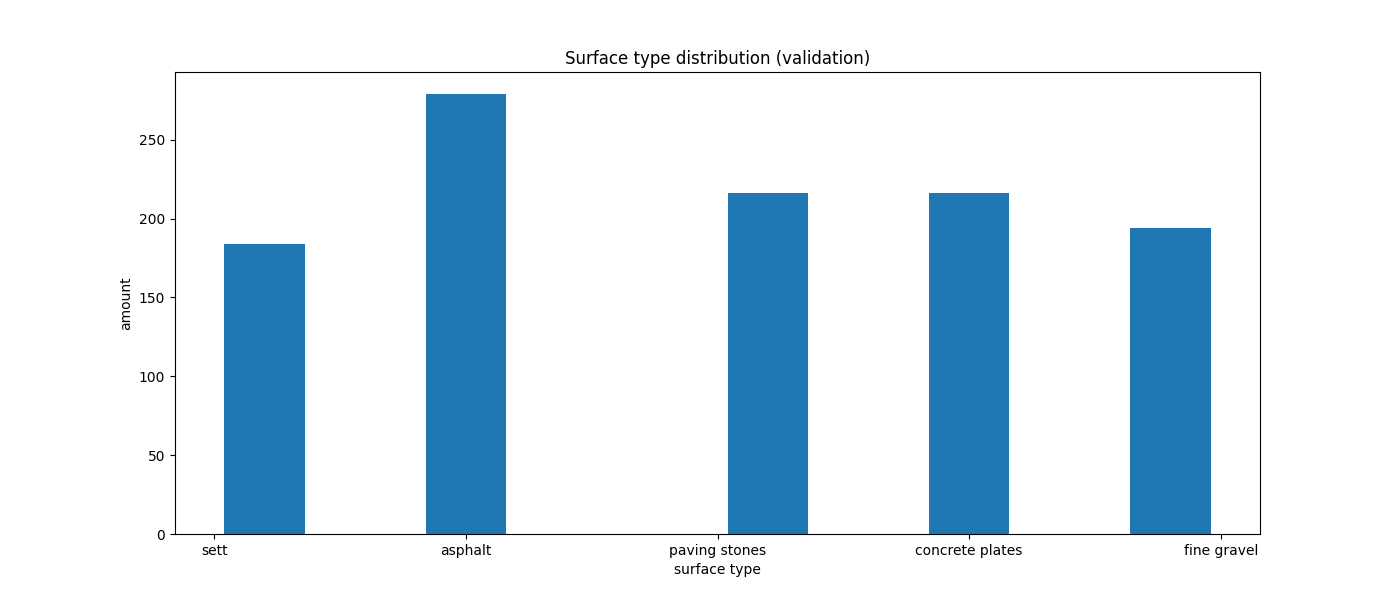 Surface type distribution (validation)
250
200
150
100
50
0
amount
sett asphalt paving stones concrete plates fine gravel
surface type